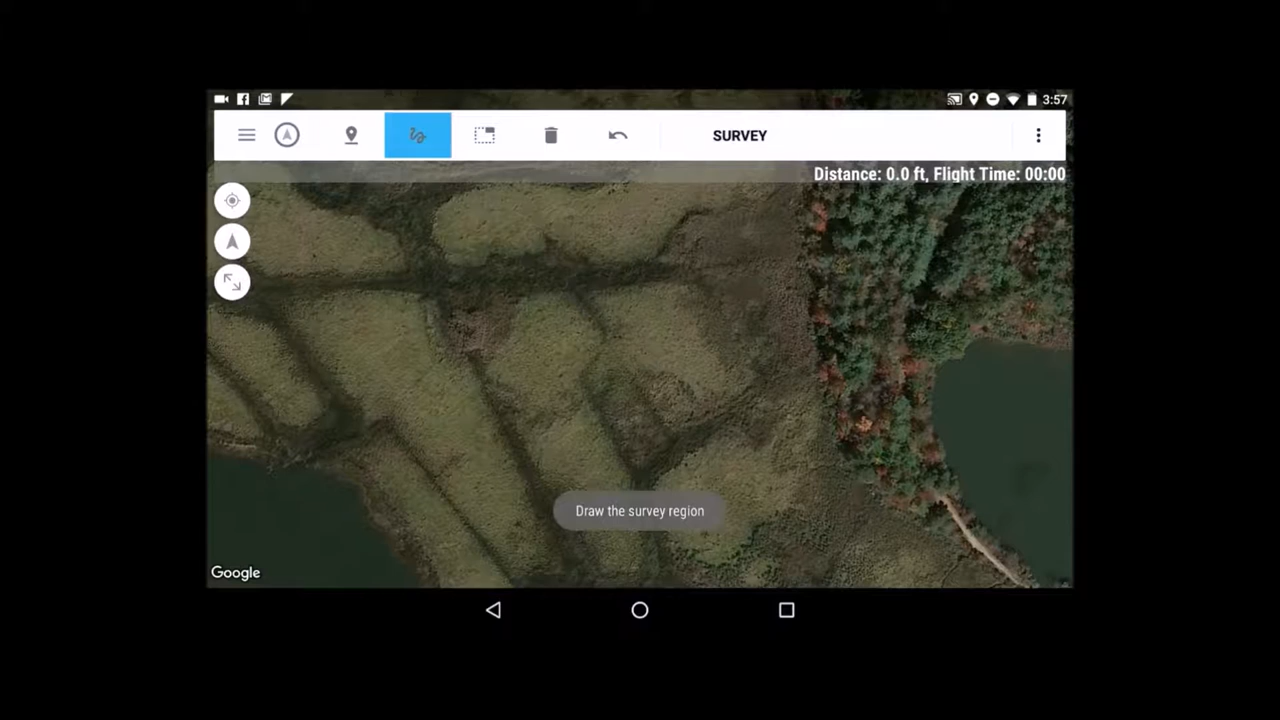 3:57
SURVEY
Distance: 0.0 ft, Flight Time: 00:00
Draw the survey region
Google